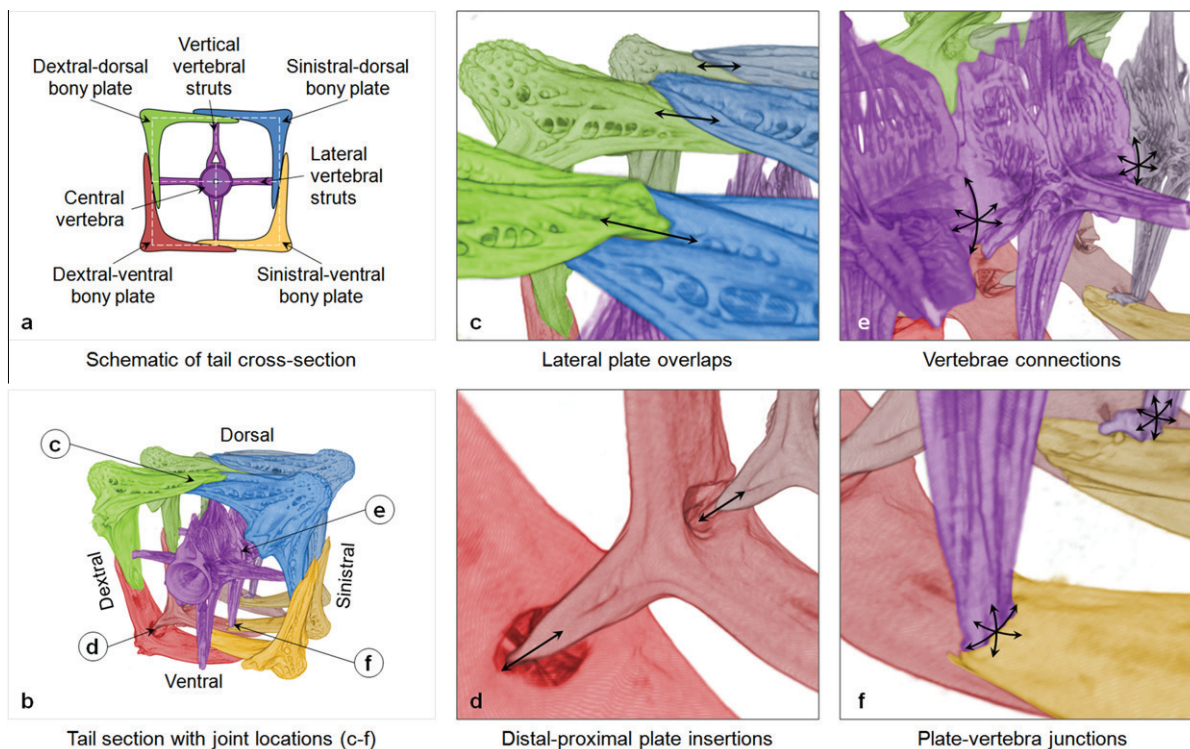 Dextral-dorsal
bony plate
Vertical
vertebral
struts
Sinistral-dorsal
bony plate
Central
vertebra
Lateral
vertebral
struts
Dextral-ventral
bony plate
Sinistral-ventral
bony plate
a
Schematic of tail cross-section
c
Lateral plate overlaps
e
Vertebrae connections
c
Dorsal
e
Dextral
Sinistral
d
f
Ventral
b
Tail section with joint locations (c-f)
d
Distal-proximal plate insertions
f
Plate-vertebra junctions